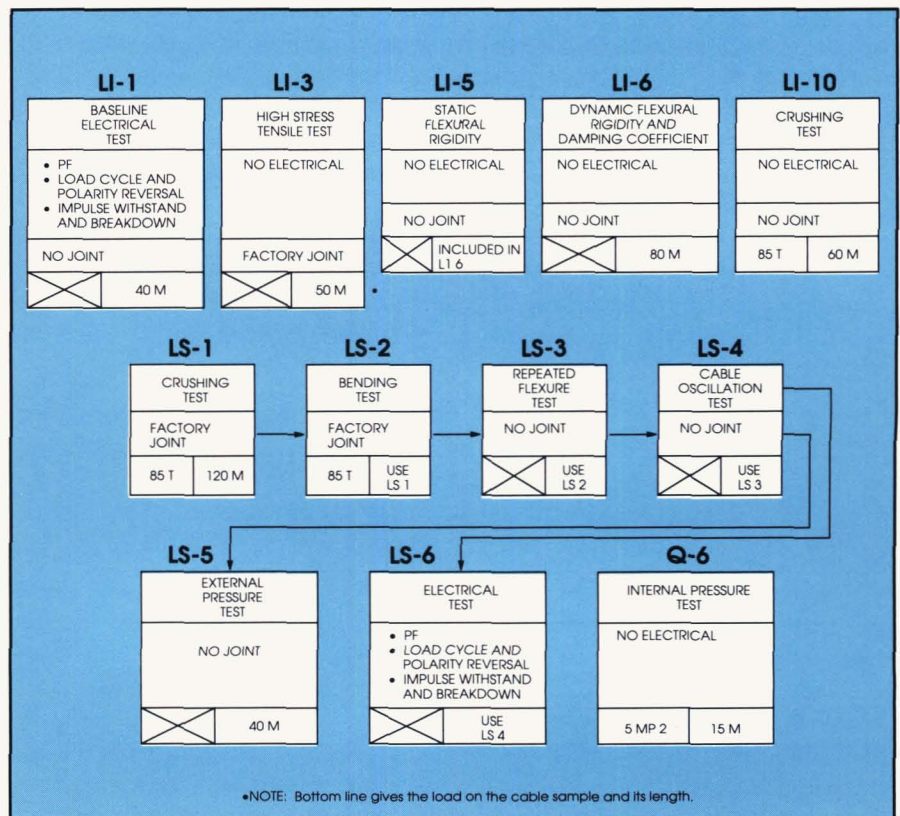 LI-1
BASELINE
ELECTRICAL
TEST
• PF
• LOAD CYCLE AND
POLARITY REVERSAL
• IMPULSE WITHSTAND
AND BREAKDOWN
NO JOINT
40 M
LI-3
HIGH STRESS
TENSILE TEST
NO ELECTRICAL
FACTORY JOINT
50 M •
LI-5
STATIC
FLEXURAL
RIGIDITY
NO ELECTRICAL
NO JOINT
INCLUDED IN
L1 6
LI-6
DYNAMIC FLEXURAL
RIGIDITY AND
DAMPING COEFFICIENT
NO ELECTRICAL
NO JOINT
80 M
LI-10
CRUSHING
TEST
NO ELECTRICAL
NO JOINT
85 T 60 M
LS-1
CRUSHING
TEST
FACTORY
JOINT
85 T 120 M
LS-2
BENDING
TEST
FACTORY
JOINT
85 T USE
LS 1
LS-3
REPEATED
FLEXURE
TEST
NO JOINT
USE
LS 2
LS-4
CABLE
OSCILLATION
TEST
NO JOINT
USE
LS 3
LS-5
EXTERNAL
PRESSURE
TEST
NO JOINT
40 M
LS-6
ELECTRICAL
TEST
• PF
• LOAD CYCLE AND
POLARITY REVERSAL
• IMPULSE WITHSTAND
AND BREAKDOWN
USE
LS 4
Q-6
INTERNAL PRESSURE
TEST
NO ELECTRICAL
5 MP 2 15 M
•NOTE: Bottom line gives the load on the cable sample and its length.